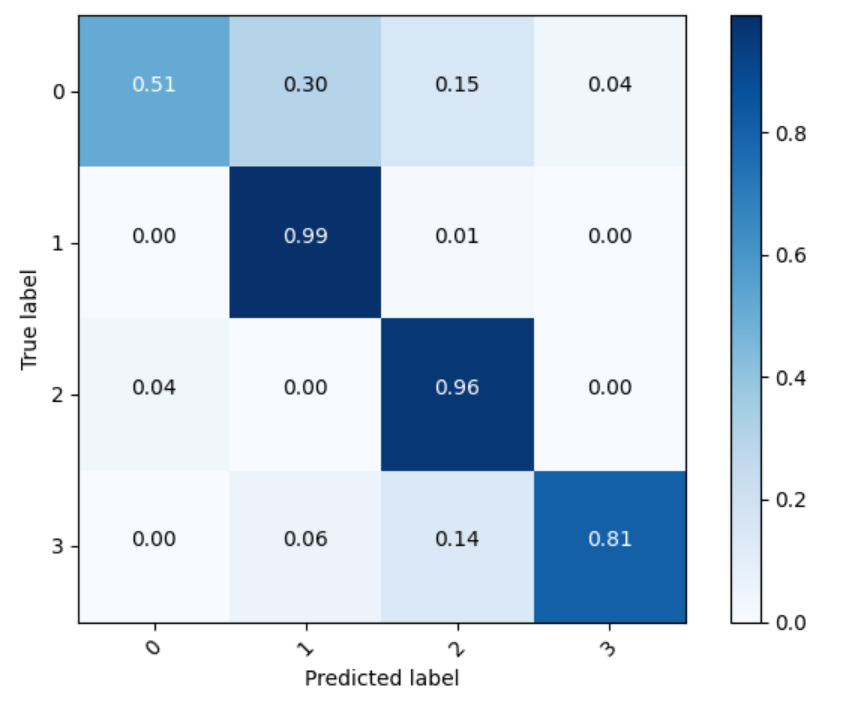 0 0.51 0.30 0.15 0.04
1 0.00 0.99 0.01 0.00
2 0.04 0.00 0.96 0.00
3 0.00 0.06 0.14 0.81
True label
0 1 2 3
Predicted label
0.8
0.6
0.4
0.2
0.0